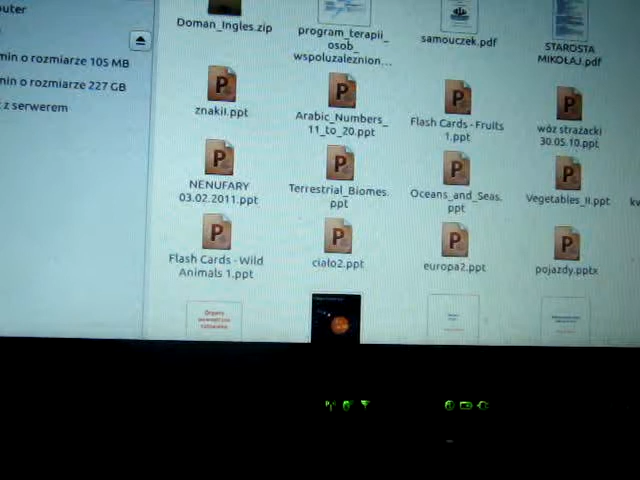 puter
min o rozmiarze 105 MB
min o rozmiarze 227 GB
z z serwerem
Doman_Ingles.zip
program_terapii_
osob_
wspoluzaleznion...
samouczek.pdf
STAROSTA
MIKOŁAJ.pdf
znakiI.ppt
Arabic_Numbers_
11_to_20.ppt
Flash Cards - Fruits
1.ppt
wóz strażacki
30.05.10.ppt
NENUFARY
03.02.2011.ppt
Terrestrial_Biomes.
ppt
Oceans_and_Seas.
ppt
Vegetables_II.ppt
Flash Cards - Wild
Animals 1.ppt
ciało2.ppt
europa2.ppt
pojazdy.pptx
Organy
wewnętrzne